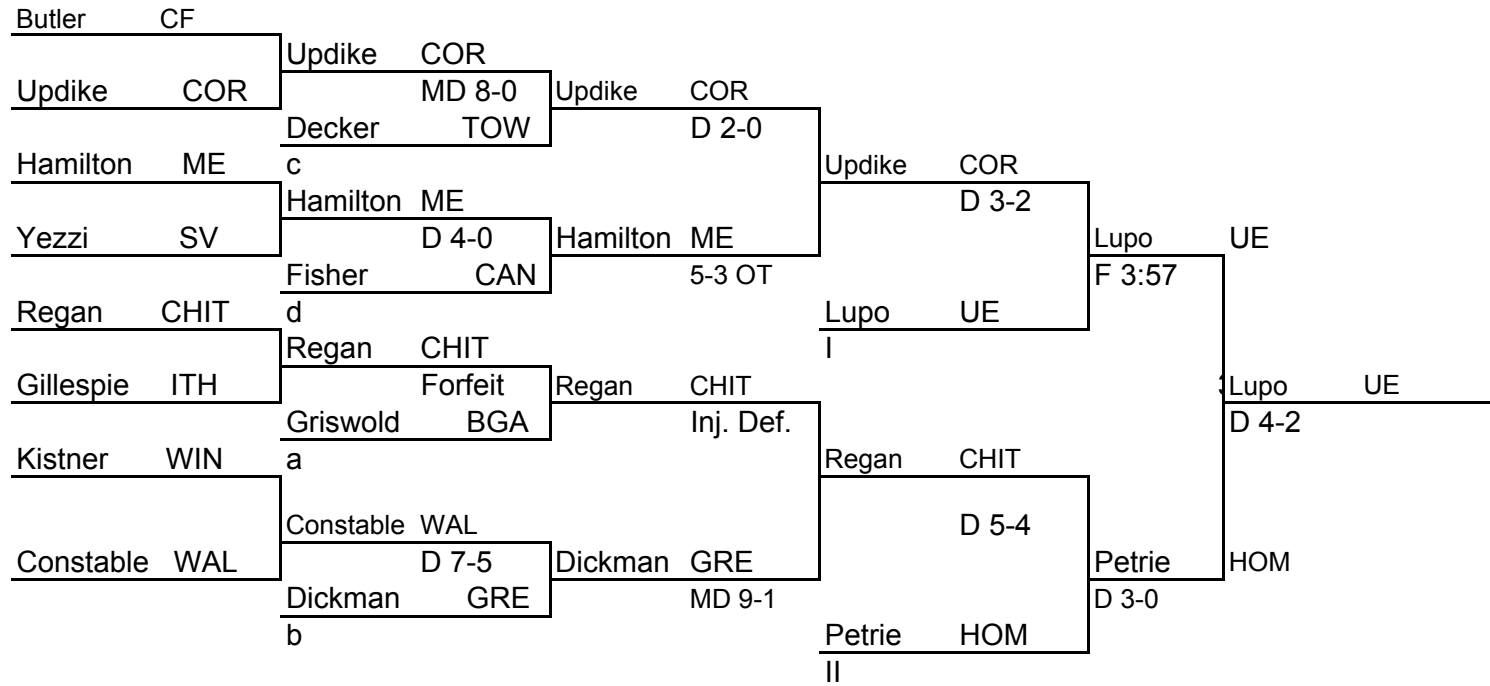 Butler CF
Updike COR
Updike COR
MD 8-0
Updike COR
Decker TOW
D 2-0
Hamilton ME
c
Updike COR
Hamilton ME
D 3-2
Yezzi SV
D 4-0
Hamilton ME
Lupo UE
Fisher CAN
5-3 OT
F 3:57
Regan CHIT
d
Lupo UE
Regan CHIT
I
Gillespie ITH
Forfeit
Regan CHIT
Lupo UE
Griswold BGA
Inj. Def.
D 4-2
Kistner WIN
a
Regan CHIT
Constable WAL
D 5-4
Constable WAL
D 7-5
Dickman GRE
Petrie HOM
Dickman GRE
MD 9-1
D 3-0
b
Petrie HOM
II